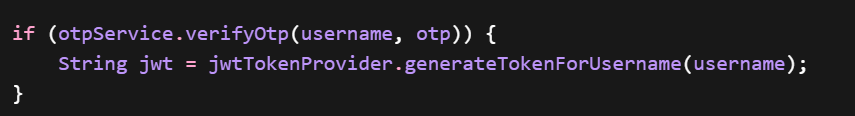 if (otpService.verifyOtp(username, otp)) {
    String jwt = jwtTokenProvider.generateTokenForUsername(username);
}